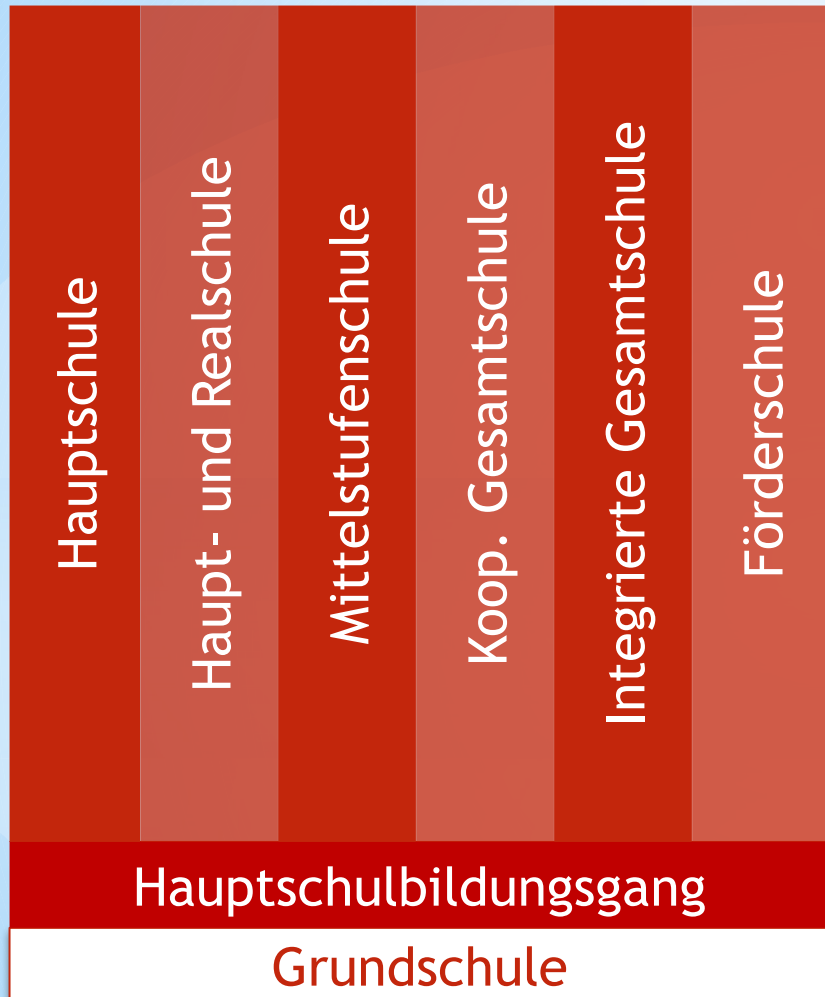 Hauptschule
Haupt- und Realschule
Mittelstufenschule
Koop. Gesamtschule
Integrierte Gesamtschule
Förderschule
Hauptschulbildungsgang
Grundschule